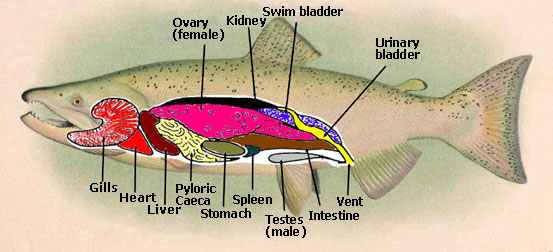 Ovary
(female)
Kidney
Swim bladder
Urinary
bladder
Gills
Heart
Liver
Pyloric
Caeca
Stomach
Spleen
Testes
(male)
Intestine
Vent